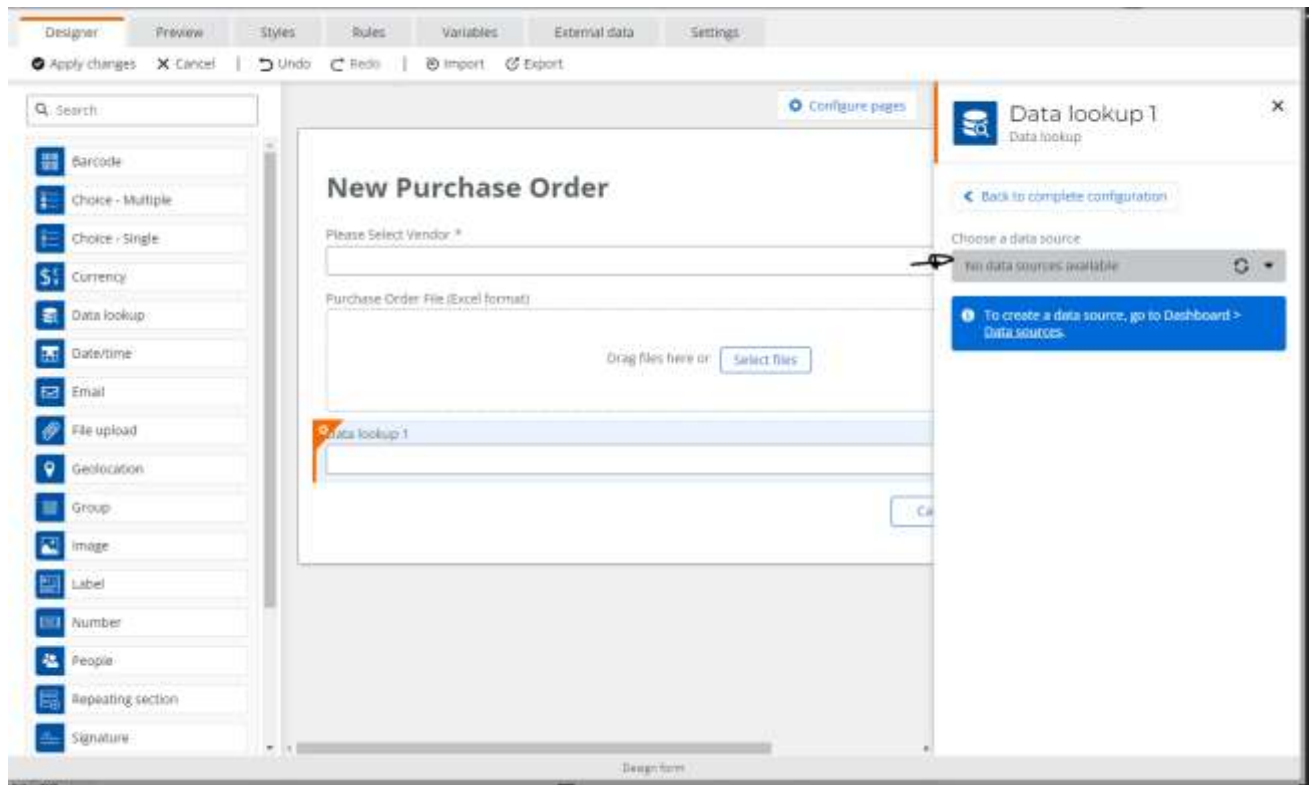 Designer Preview Styles Rules Variables External data Settings
Apply changes Cancel Undo Redo Import Export
Search
Barcode
Choice - Multiple
Choice - Single
Currency
Data lookup
Date/time
Email
File upload
Geolocation
Group
Image
Label
Number
People
Repeating section
Signature
Configure pages
New Purchase Order
Please Select Vendor *
Purchase Order File (Excel format)
Drag files here or Select files
Data lookup 1
Ca
Data lookup 1
Data lookup
Back to complete configuration
Choose a data source
No data sources available
To create a data source, go to Dashboard >
Data sources.
Design form